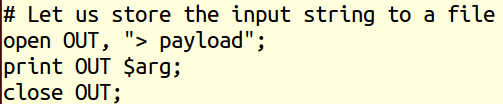 # Let us store the input string to a file
open OUT, "> payload";
print OUT $arg;
close OUT;